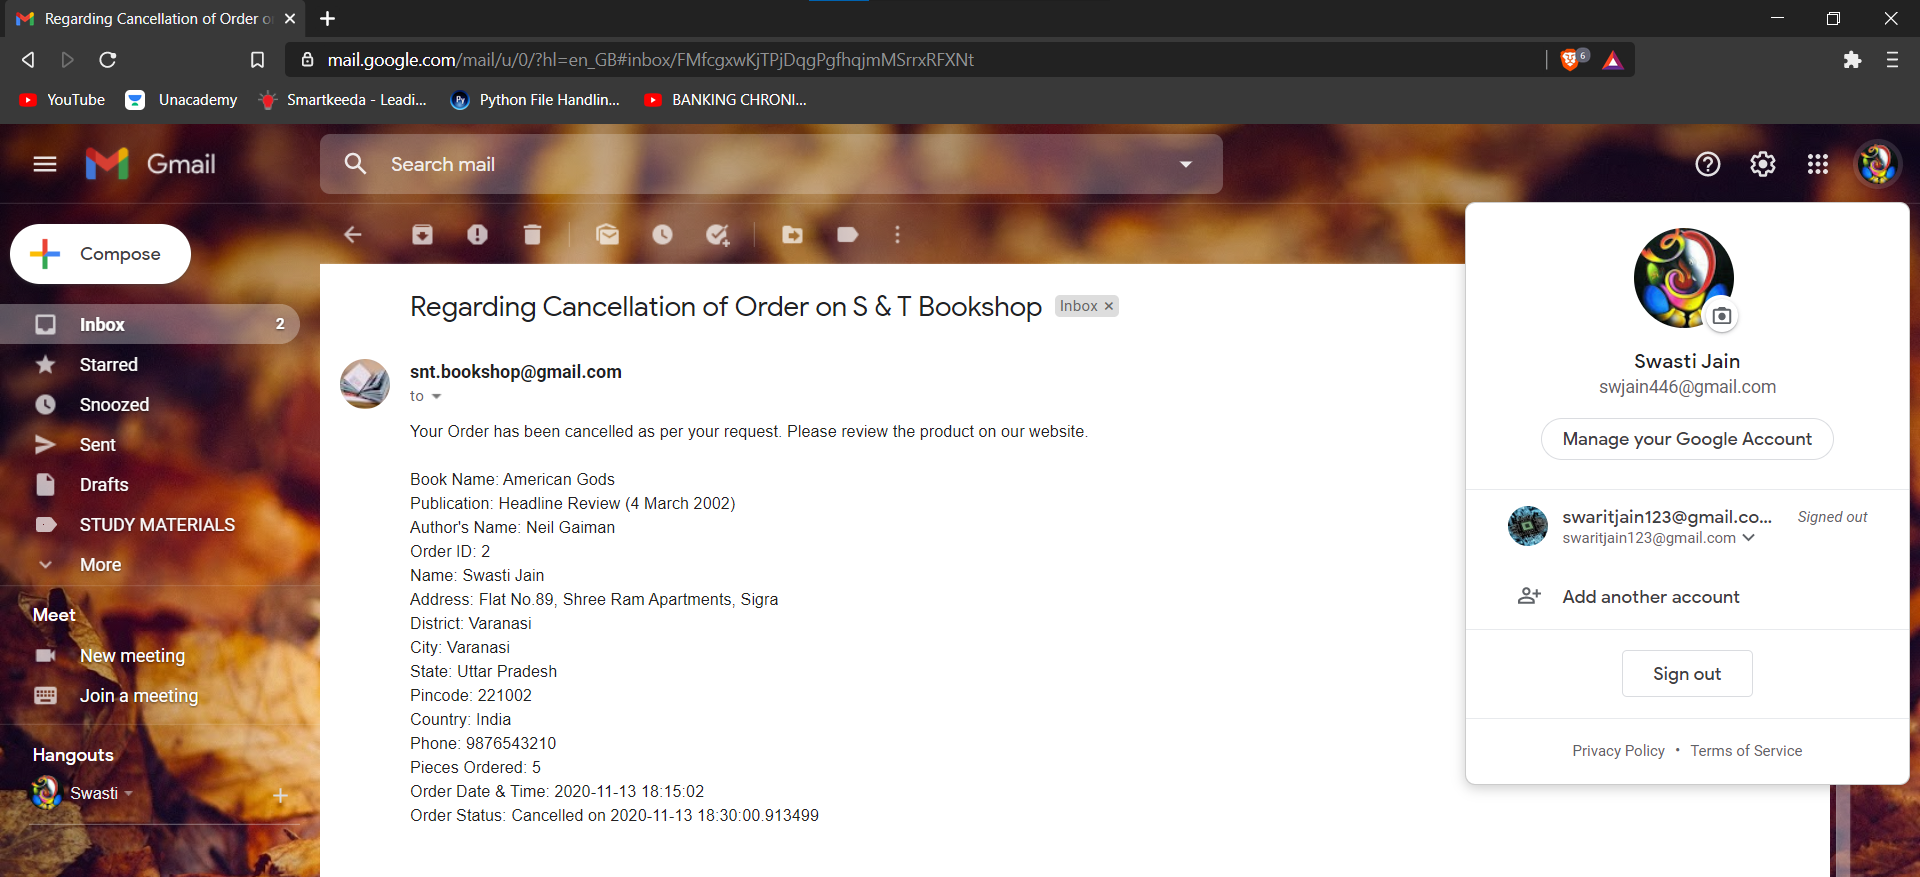 Regarding Cancellation of Order o
mail.google.com/mail/u/0/?hl=en_GB#inbox/FMfcgxwKjTPjDqgPgfhqjmMSrrxRFXNt
6
YouTube
Unacademy
Smartkeeda - Leadi...
Py
Python File Handlin...
BANKING CHRONI...
Gmail
Search mail
Compose
Inbox 2
Starred
Snoozed
Sent
Drafts
STUDY MATERIALS
More
Meet
New meeting
Join a meeting
Hangouts
Swasti
Regarding Cancellation of Order on S & T Bookshop Inbox ×
snt.bookshop@gmail.com
to
Your Order has been cancelled as per your request. Please review the product on our website.
Book Name: American Gods
Publication: Headline Review (4 March 2002)
Author's Name: Neil Gaiman
Order ID: 2
Name: Swasti Jain
Address: Flat No.89, Shree Ram Apartments, Sigra
District: Varanasi
City: Varanasi
State: Uttar Pradesh
Pincode: 221002
Country: India
Phone: 9876543210
Pieces Ordered: 5
Order Date & Time: 2020-11-13 18:15:02
Order Status: Cancelled on 2020-11-13 18:30:00.913499
Swasti Jain
swjain446@gmail.com
Manage your Google Account
swaritjain123@gmail.co... Signed out
swaritjain123@gmail.com
Add another account
Sign out
Privacy Policy • Terms of Service